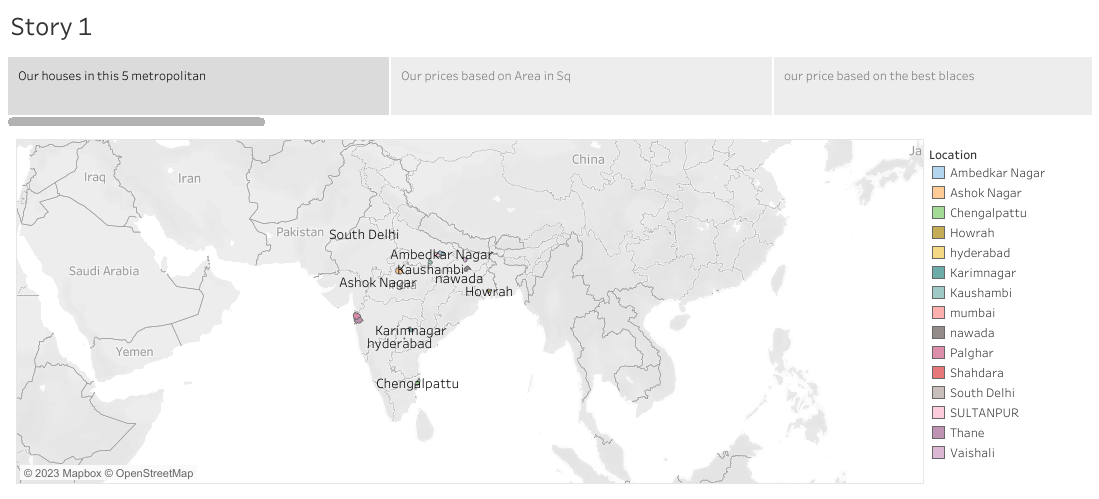 Story 1
Our houses in this 5 metropolitan
Our prices based on Area in Sq
our price based on the best blaces
Ja
China
Iraq
Iran
Pakistan
South Delhi
Ambedkar Nagar
Kaushambi
Saudi Arabia
nawada
Ashok Nagar
Howrah
Karimnagar
hyderabad
Yemen
Chengalpattu
© 2023 Mapbox © OpenStreetMap
Location
Ambedkar Nagar
Ashok Nagar
Chengalpattu
Howrah
hyderabad
Karimnagar
Kaushambi
mumbai
nawada
Palghar
Shahdara
South Delhi
SULTANPUR
Thane
Vaishali